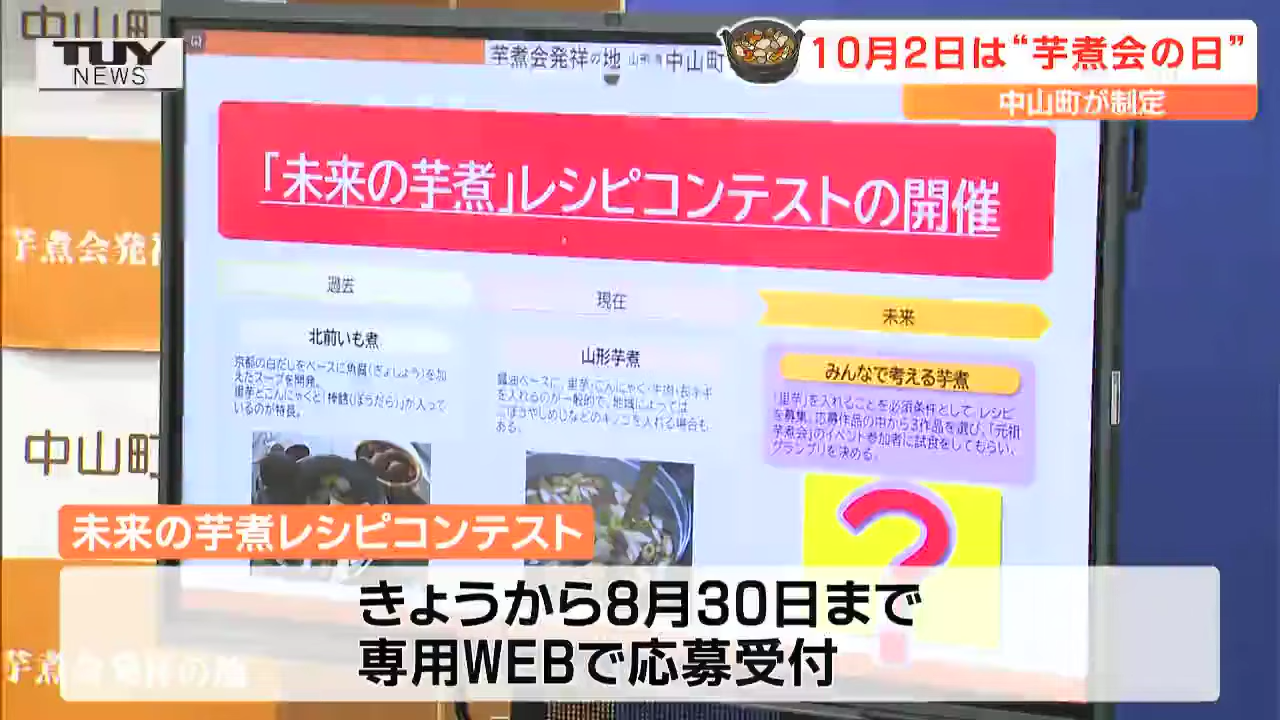 中山町
TUY
NEWS
芋煮会発祥の地 山形県 中山町
10月2日は“芋煮会の日”
中山町が制定
「未来の芋煮」レシピコンテストの開催
芋煮会発祥
過去
現在
未来
北前いも煮
京都の白だしをベースに魚醤(ぎょしょう)を加
えたスープを開発。
里芋とこんにゃくと「棒鱈(ぼうだら)」が入って
いるのが特長。
山形芋煮
醤油ベースに、里芋・こんにゃく・牛肉・長ネギ
を入れるのが一般的で、地域によっては
ごぼうやしめじなどのキノコを入れる場合も
ある。
みんなで考える芋煮
「里芋」を入れることを必須条件として、レシピ
を募集。応募作品の中から3作品を選び、「元祖
芋煮会」のイベント参加者に試食をしてもらい、
グランプリを決める。
?
中山町
未来の芋煮レシピコンテスト
きょうから8月30日まで
専用WEBで応募受付
芋煮会発祥の地